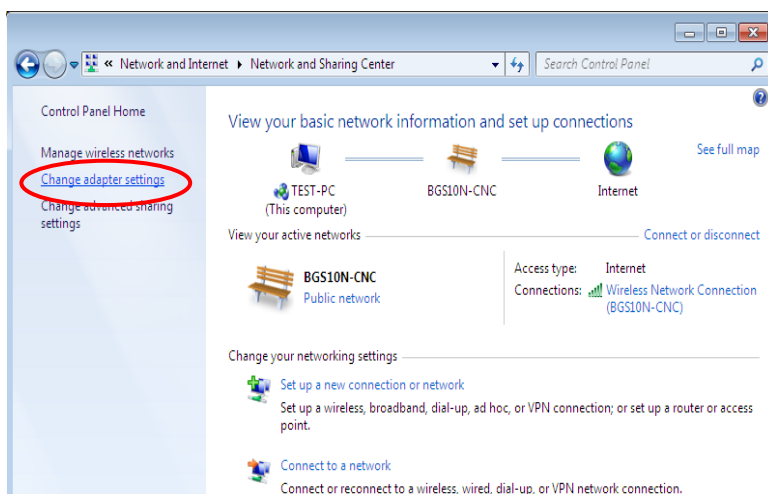 « Network and Internet ▸ Network and Sharing Center
Search Control Panel
Control Panel Home
Manage wireless networks
Change adapter settings
Change advanced sharing
settings
View your basic network information and set up connections
See full map
TEST-PC
(This computer)
BGS10N-CNC
Internet
View your active networks
Connect or disconnect
BGS10N-CNC
Public network
Access type: Internet
Connections: Wireless Network Connection
(BGS10N-CNC)
Change your networking settings
Set up a new connection or network
Set up a wireless, broadband, dial-up, ad hoc, or VPN connection; or set up a router or access
point.
Connect to a network
Connect or reconnect to a wireless, wired, dial-up, or VPN network connection.